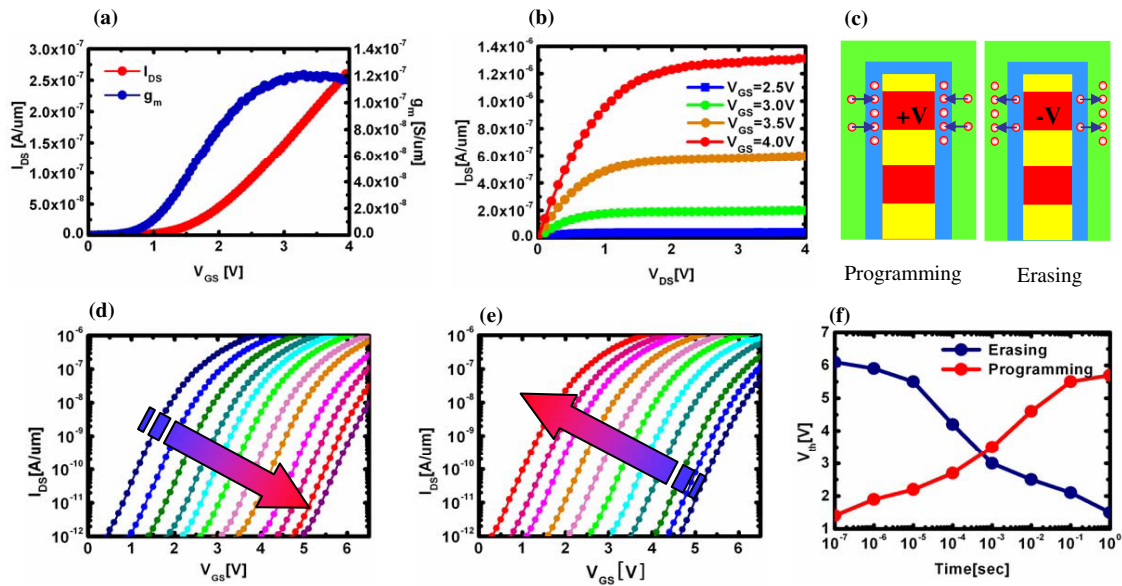 (a)
3.0x10⁻⁷
2.5x10⁻⁷
2.0x10⁻⁷
1.5x10⁻⁷
1.0x10⁻⁷
5.0x10⁻⁸
0.0
I_DS[A/um]
I_DS
g_m
1.4x10⁻⁷
1.2x10⁻⁷
1.0x10⁻⁷
8.0x10⁻⁸
6.0x10⁻⁸
4.0x10⁻⁸
2.0x10⁻⁸
0.0
g_m[S/um]
0 1 2 3 4
V_GS [V]
(b)
1.4x10⁻⁶
1.2x10⁻⁶
1.0x10⁻⁶
8.0x10⁻⁷
6.0x10⁻⁷
4.0x10⁻⁷
2.0x10⁻⁷
0.0
I_DS[A/um]
V_GS=2.5V
V_GS=3.0V
V_GS=3.5V
V_GS=4.0V
0 1 2 3 4
V_DS[V]
(c)
+V
-V
Programming
Erasing
(d)
10⁻⁶
10⁻⁷
10⁻⁸
10⁻⁹
10⁻¹⁰
10⁻¹¹
10⁻¹²
I_DS[A/um]
0 1 2 3 4 5 6
V_GS[V]
(e)
10⁻⁶
10⁻⁷
10⁻⁸
10⁻⁹
10⁻¹⁰
10⁻¹¹
10⁻¹²
I_DS[A/um]
0 1 2 3 4 5 6
V_GS[V]
(f)
7
6
5
4
3
2
1
V_th[V]
Erasing
Programming
10⁻⁷ 10⁻⁶ 10⁻⁵ 10⁻⁴ 10⁻³ 10⁻² 10⁻¹ 10⁰
Time[sec]